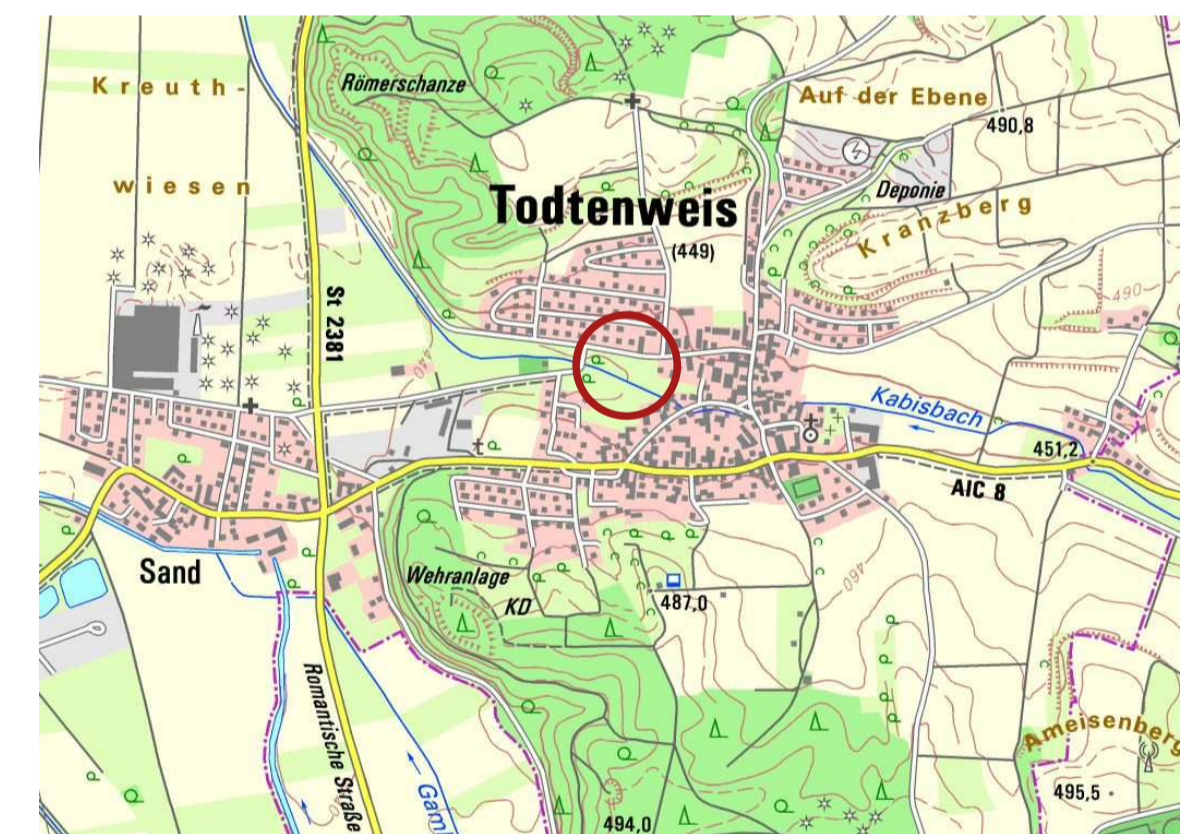 Römerschanze
Kreuth-
Auf der Ebene
490,8
wiesen
Todtenweis
Deponie
Kranzberg
(449)
St 2381
490
440
Kabisbach
451,2
AIC 8
Sand
Wehranlage
KD
487,0
460
Romantische Straße
Ameisenberg
Gam
495,5
494,0